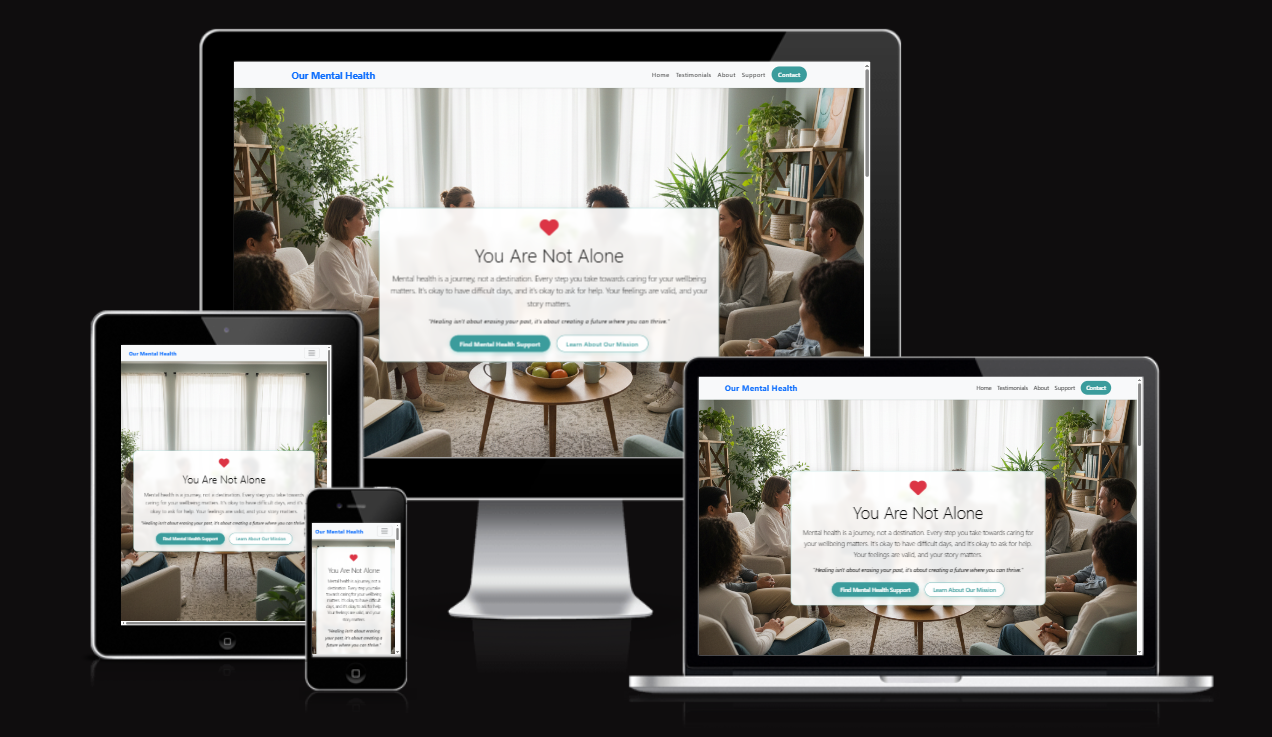 Our Mental Health
Home Testimonials About Support Contact
You Are Not Alone
Mental health is a journey, not a destination. Every step you take towards caring for your wellbeing
matters. It's okay to have difficult days, and it's okay to ask for help. Your feelings are valid, and your
story matters.
"Healing isn't about erasing your past, it's about creating a future where you can thrive."
Find Mental Health Support Learn About Our Mission
Our Mental Health
You Are Not Alone
Mental health is a journey, not a destination. Every step you take towards
caring for your wellbeing matters. It's okay to have difficult days, and it's
okay to ask for help. Your feelings are valid, and your story matters.
"Healing isn't about erasing your past, it's about creating a future where you can thrive
Find Mental Health Support Learn About Our Mission
Our Mental Health
You Are Not Alone
Mental health is a journey, not a
destination. Every step you take
towards caring for your wellbeing
matters. It's okay to have difficult
days, and it's okay to ask for help.
Your feelings are valid, and your
story matters.
"Healing isn't about erasing
your past, it's about creating a
future where you can thrive."
Our Mental Health
Home Testimonials About Support Contact
You Are Not Alone
Mental health is a journey, not a destination. Every step you take towards caring for
your wellbeing matters. It's okay to have difficult days, and it's okay to ask for help.
Your feelings are valid, and your story matters.
"Healing isn't about erasing your past, it's about creating a future where you can thrive."
Find Mental Health Support Learn About Our Mission